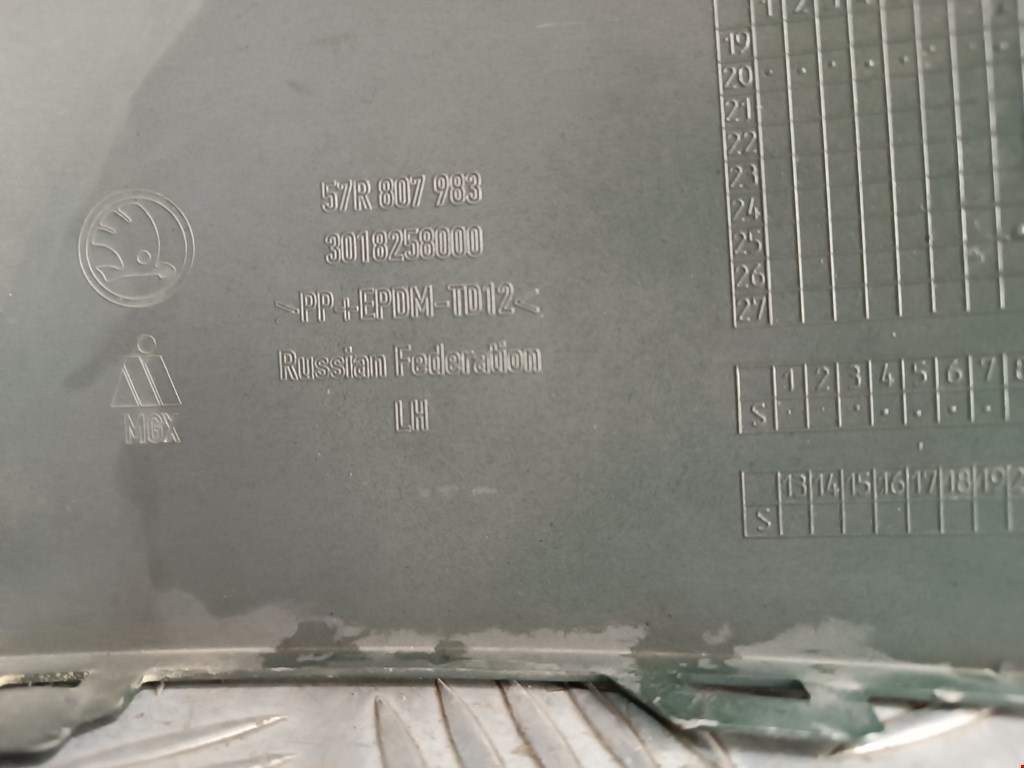 57R 807 983
3018258000
>PP+EPDM-TD12<
Russian Federation
LH
MGX
19
20
21
22
23
24
25
26
27
1 2 3 4 5 6 7 8
S
13 14 15 16 17 18 19
S